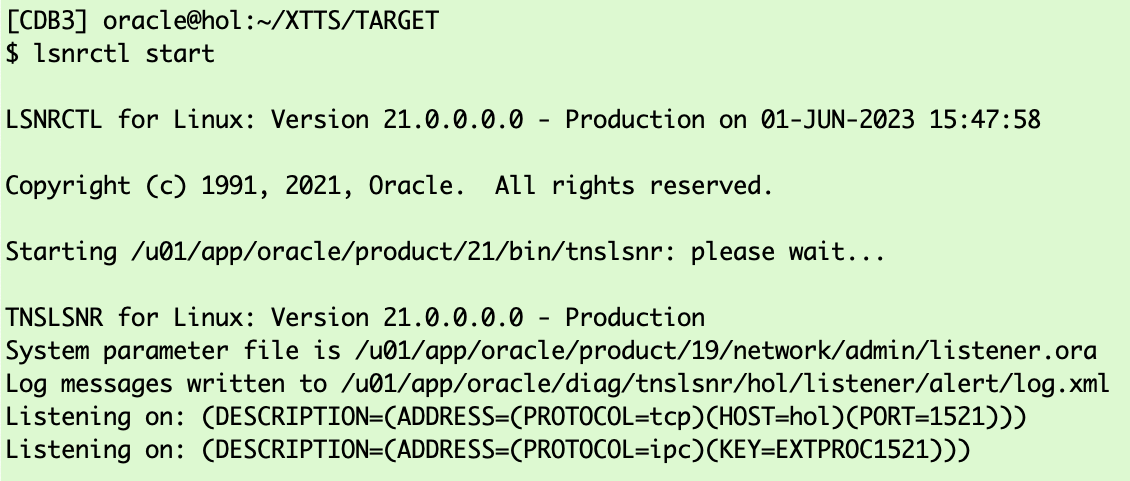 [CDB3] oracle@hol:~/XTTS/TARGET
$ lsnrctl start
LSNRCTL for Linux: Version 21.0.0.0.0 - Production on 01-JUN-2023 15:47:58
Copyright (c) 1991, 2021, Oracle.  All rights reserved.
Starting /u01/app/oracle/product/21/bin/tnslsnr: please wait...
TNSLSNR for Linux: Version 21.0.0.0.0 - Production
System parameter file is /u01/app/oracle/product/19/network/admin/listener.ora
Log messages written to /u01/app/oracle/diag/tnslsnr/hol/listener/alert/log.xml
Listening on: (DESCRIPTION=(ADDRESS=(PROTOCOL=tcp)(HOST=hol)(PORT=1521)))
Listening on: (DESCRIPTION=(ADDRESS=(PROTOCOL=ipc)(KEY=EXTPROC1521)))